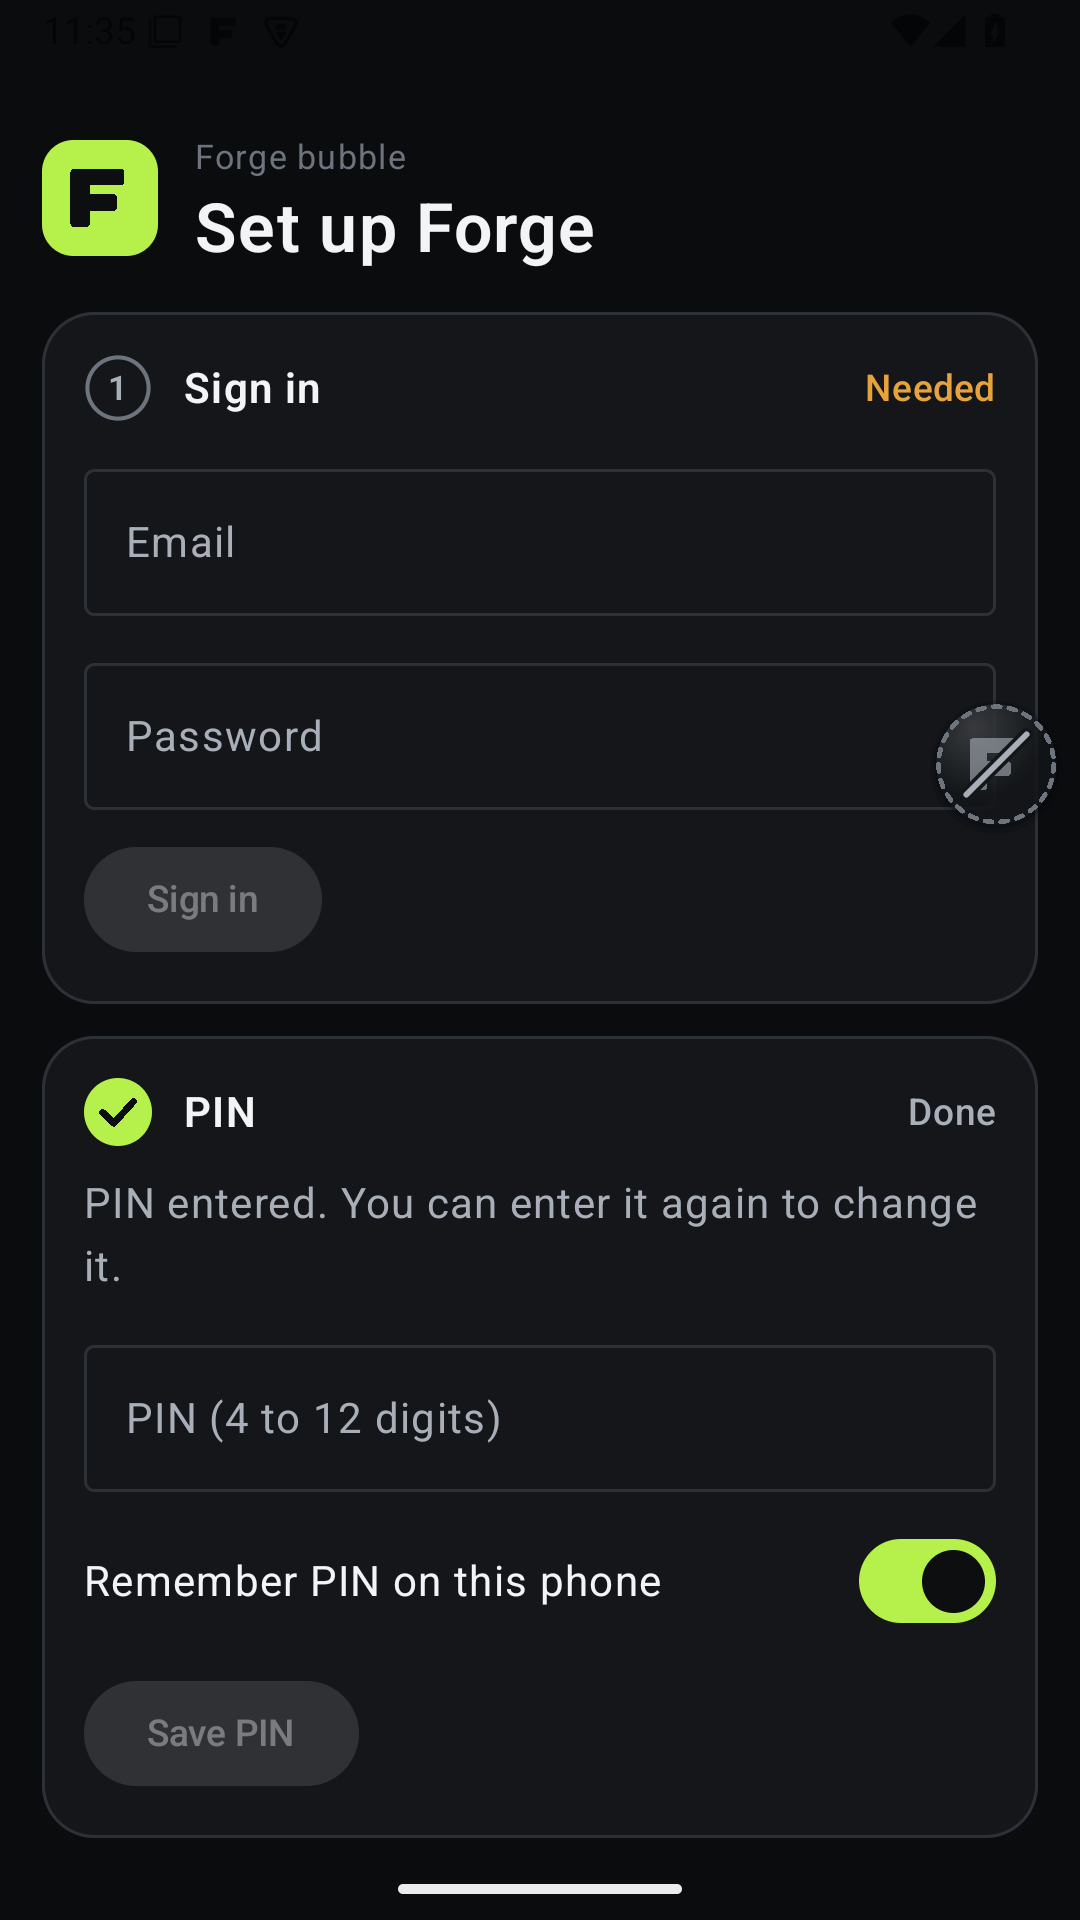 11:35
Forge bubble
Set up Forge
1 Sign in Needed
Email
Password
Sign in
PIN Done
PIN entered. You can enter it again to change
it.
PIN (4 to 12 digits)
Remember PIN on this phone
Save PIN